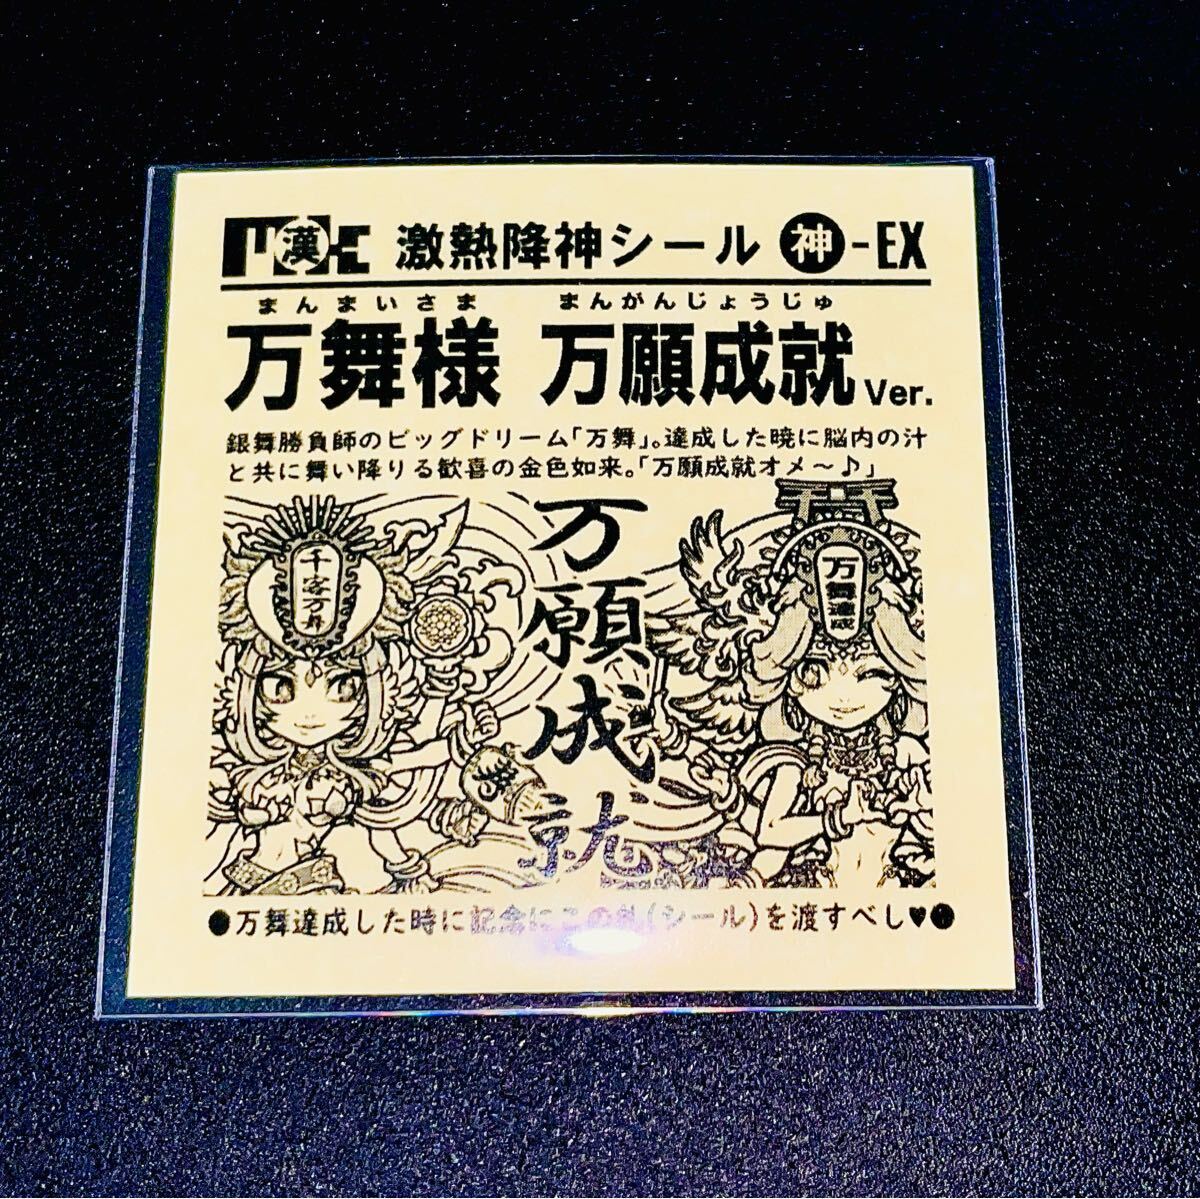 漢 激熱降神シール 神-EX
まんまいさま まんがんじょうじゅ
万舞様 万願成就Ver.
銀舞勝負師のビッグドリーム｢万舞｣。達成した暁に脳内の汁
と共に舞い降りる歓喜の金色如来。｢万願成就オメ〜♪｣
千客万舞
万願成就
万舞達成
●万舞達成した時に記念にこの札(シール)を渡すべし♥●